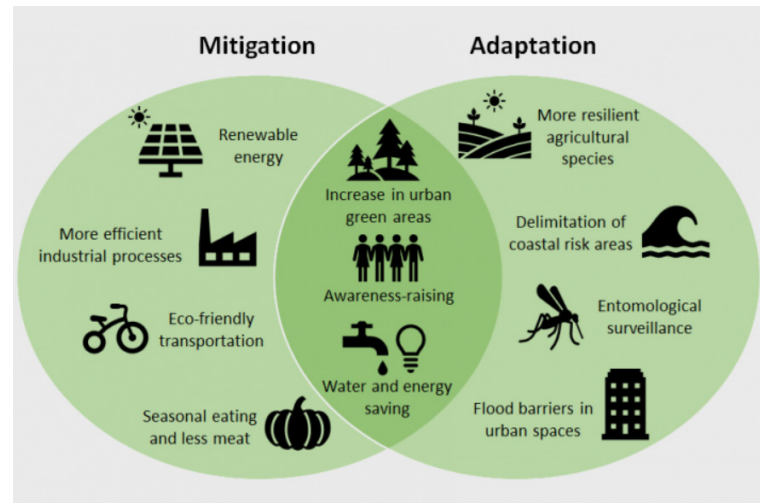 Mitigation
Adaptation
Renewable
energy
More efficient
industrial processes
Eco-friendly
transportation
Seasonal eating
and less meat
Increase in urban
green areas
Awareness-raising
Water and energy
saving
More resilient
agricultural
species
Delimitation of
coastal risk areas
Entomological
surveillance
Flood barriers in
urban spaces